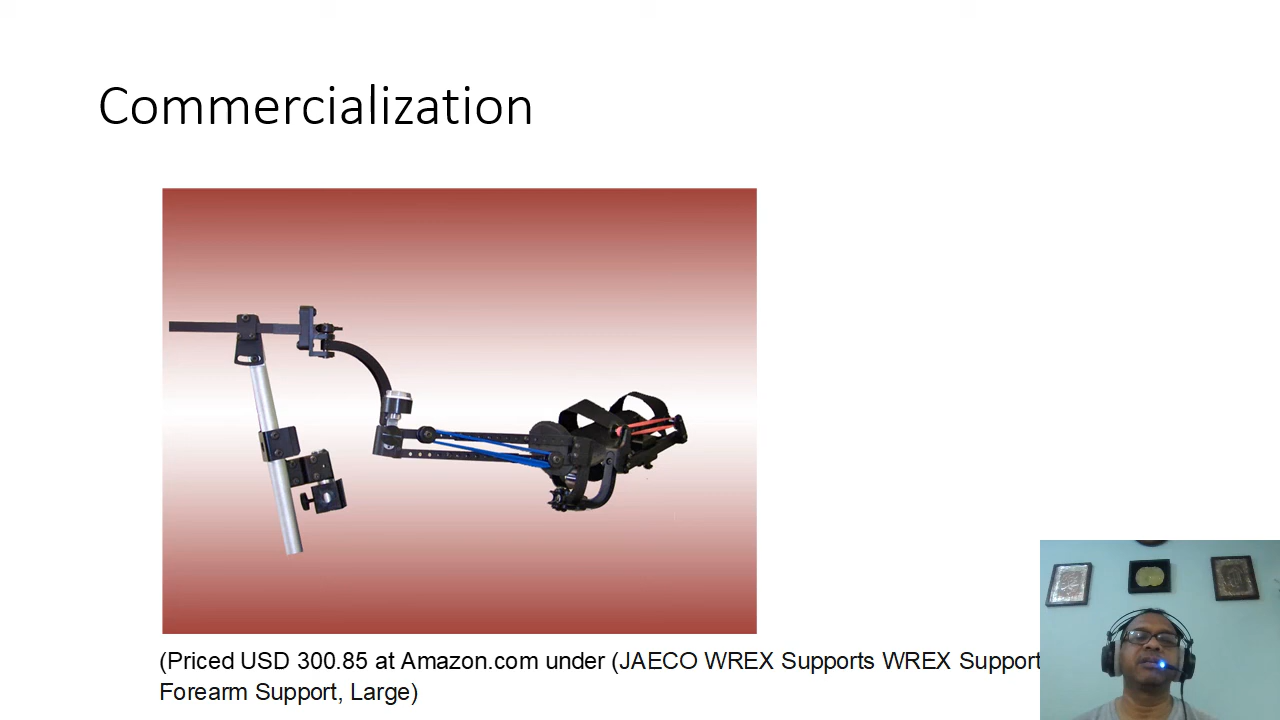 Commercialization
(Priced USD 300.85 at Amazon.com under (JAECO WREX Supports WREX Support
Forearm Support, Large)